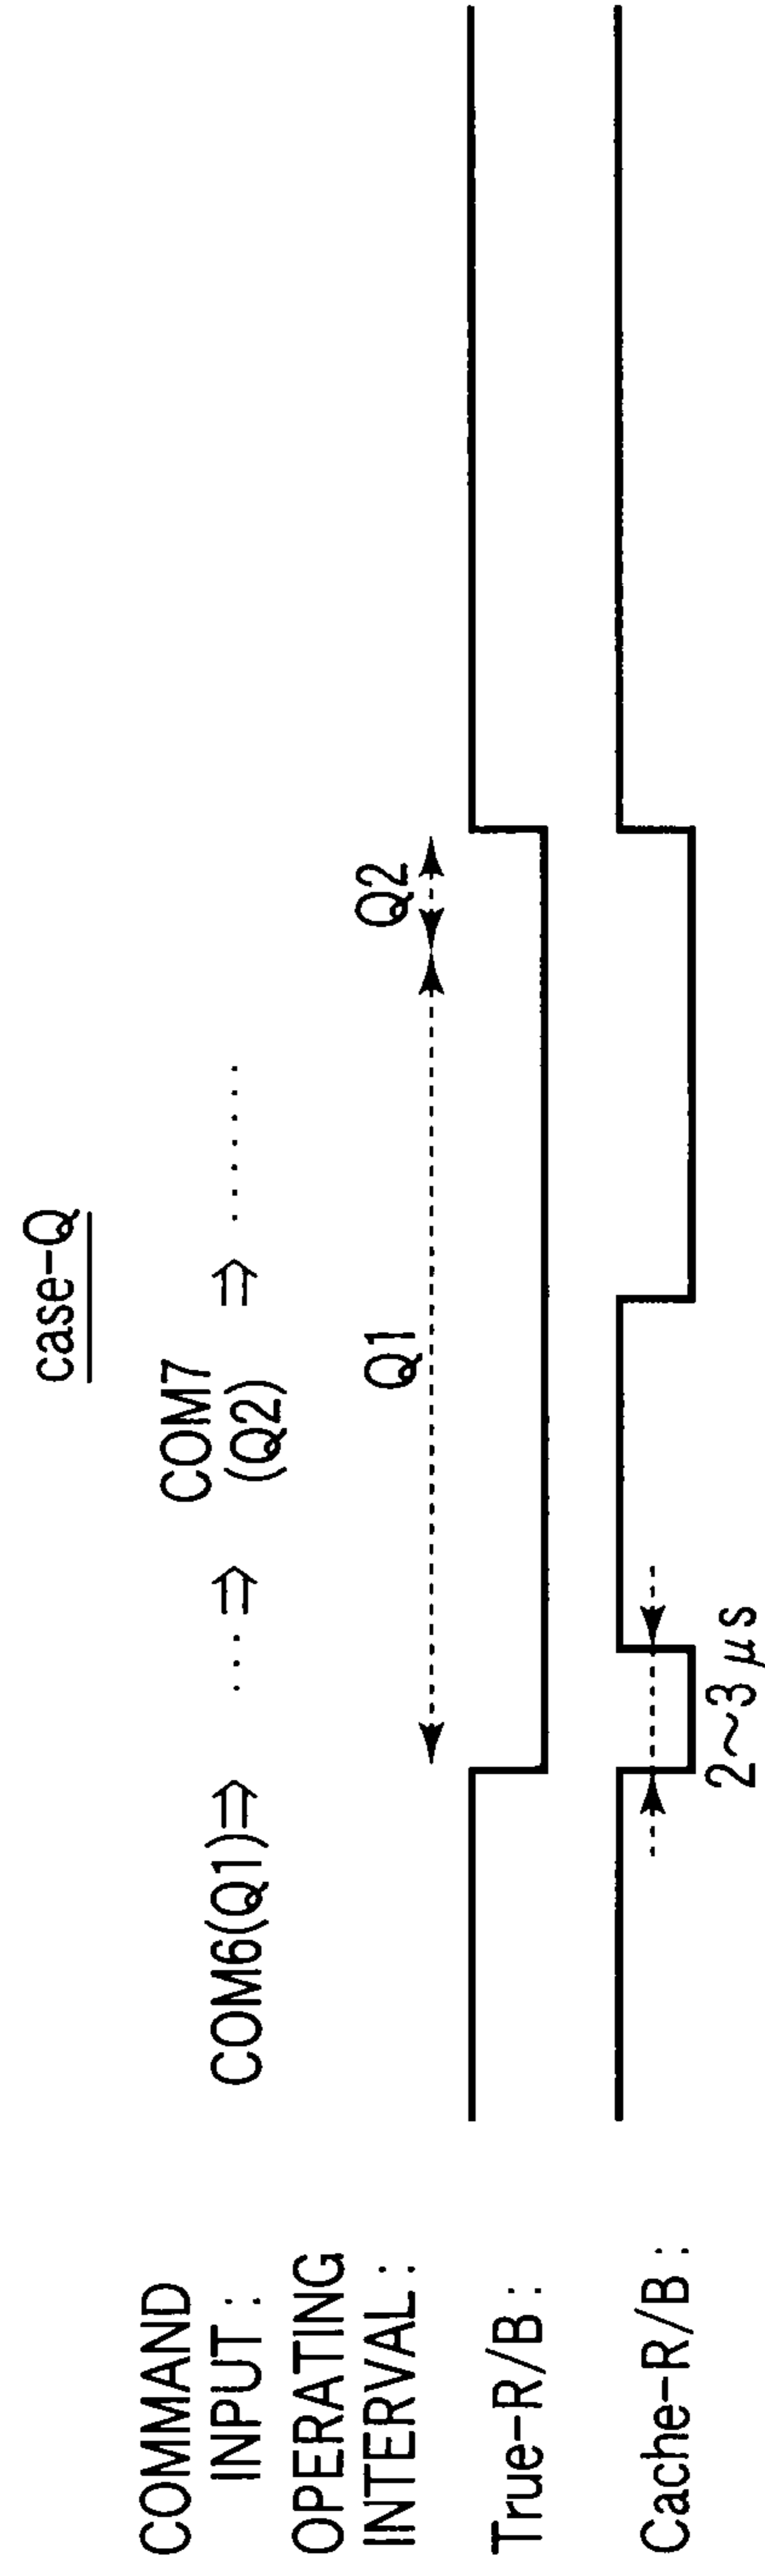 case-Q
COMMAND
INPUT :
COM6(Q1)⇒ ··· ⇒ COM7 ⇒ ·······
(Q2)
OPERATING
INTERVAL :
Q1
Q2
True-R/B :
Cache-R/B :
2~3 μs